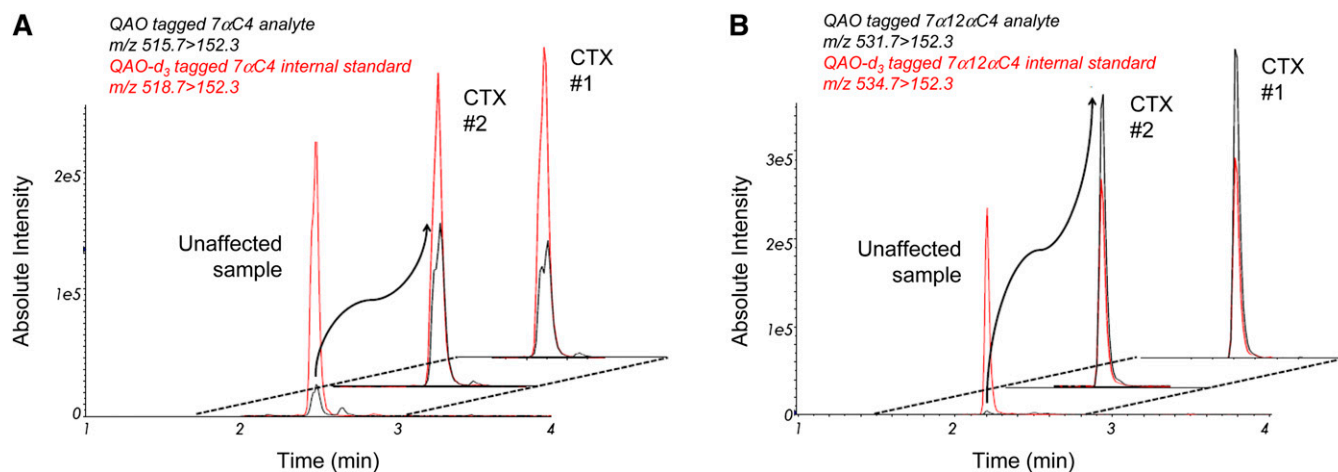 A
QAO tagged 7αC4 analyte
m/z 515.7>152.3
QAO-d3 tagged 7αC4 internal standard
m/z 518.7>152.3
CTX
#1
CTX
#2
Unaffected
sample
2e5
1e5
0
Absolute Intensity
1 2 3 4
Time (min)
B
QAO tagged 7α12αC4 analyte
m/z 531.7>152.3
QAO-d3 tagged 7α12αC4 internal standard
m/z 534.7>152.3
CTX
#1
CTX
#2
Unaffected
sample
3e5
2e5
1e5
0
Absolute Intensity
1 2 3 4
Time (min)